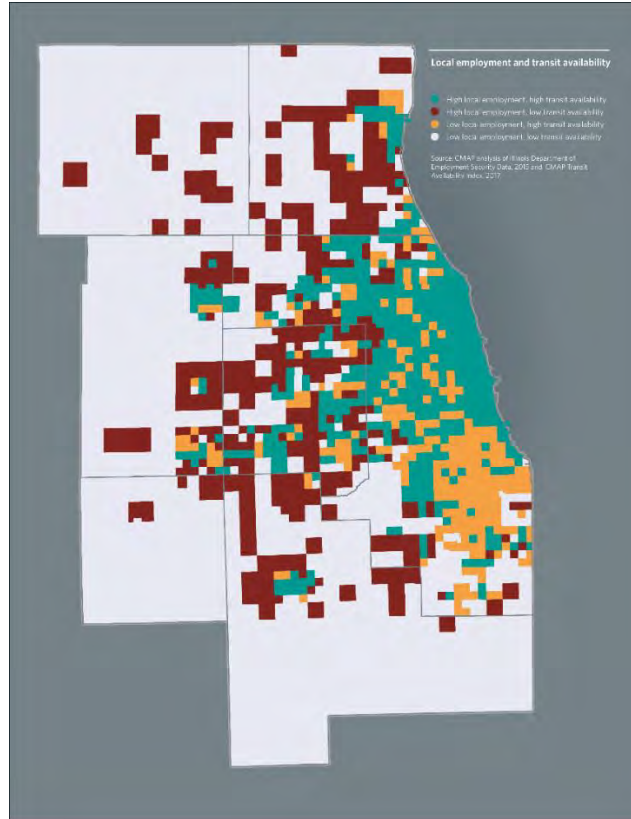 Local employment and transit availability
High local employment, high transit availability
High local employment, low transit availability
Low local employment, high transit availability
Low local employment, low transit availability
Source: CMAP analysis of Illinois Department of
Employment Security Data, 2015 and CMAP Transit
Availability Index, 2017